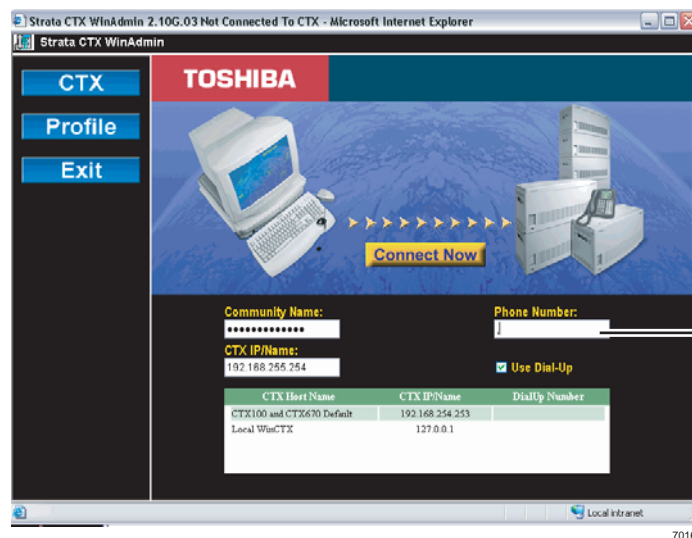 Strata CTX WinAdmin 2.10G.03 Not Connected To CTX - Microsoft Internet Explorer
Strata CTX WinAdmin
CTX
Profile
Exit
TOSHIBA
Connect Now
Community Name:
Phone Number:
CTX IP/Name:
192.168.255.254
Use Dial-Up
CTX Host Name CTX IP/Name DialUp Number
CTX100 and CTX670 Default 192.168.254.253
Local WinCTX 127.0.0.1
Local intranet
7016